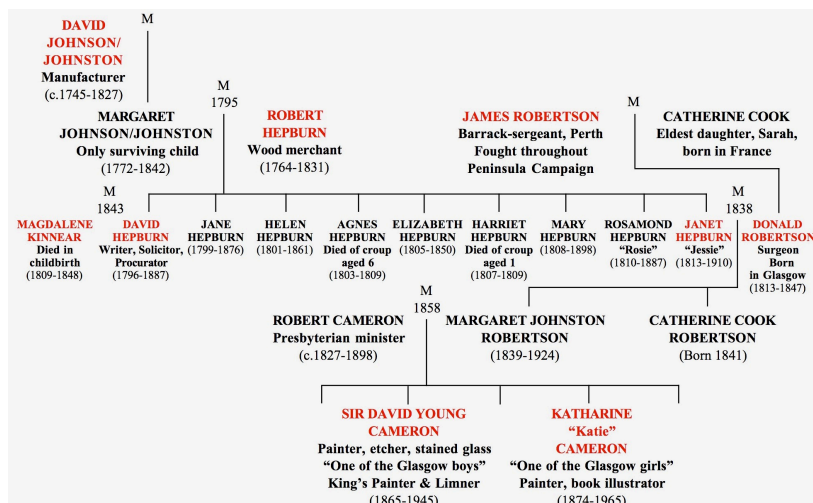 DAVID
JOHNSON/
JOHNSTON
Manufacturer
(c.1745-1827)
M
MARGARET
JOHNSON/JOHNSTON
Only surviving child
(1772-1842)
M
1795
ROBERT
HEPBURN
Wood merchant
(1764-1831)
JAMES ROBERTSON
Barrack-sergeant, Perth
Fought throughout
Peninsula Campaign
M
CATHERINE COOK
Eldest daughter, Sarah,
born in France
MAGDALENE
KINNEAR
Died in
childbirth
(1809-1848)
M
1843
DAVID
HEPBURN
Writer, Solicitor,
Procurator
(1796-1887)
JANE
HEPBURN
(1799-1876)
HELEN
HEPBURN
(1801-1861)
AGNES
HEPBURN
Died of croup
aged 6
(1803-1809)
ELIZABETH
HEPBURN
(1805-1850)
HARRIET
HEPBURN
Died of croup
aged 1
(1807-1809)
MARY
HEPBURN
(1808-1898)
ROSAMOND
HEPBURN
“Rosie”
(1810-1887)
JANET
HEPBURN
“Jessie”
(1813-1910)
M
1838
DONALD
ROBERTSON
Surgeon
Born
in Glasgow
(1813-1847)
ROBERT CAMERON
Presbyterian minister
(c.1827-1898)
M
1858
MARGARET JOHNSTON
ROBERTSON
(1839-1924)
CATHERINE COOK
ROBERTSON
(Born 1841)
SIR DAVID YOUNG
CAMERON
Painter, etcher, stained glass
“One of the Glasgow boys”
King’s Painter & Limner
(1865-1945)
KATHARINE
“Katie”
CAMERON
“One of the Glasgow girls”
Painter, book illustrator
(1874-1965)